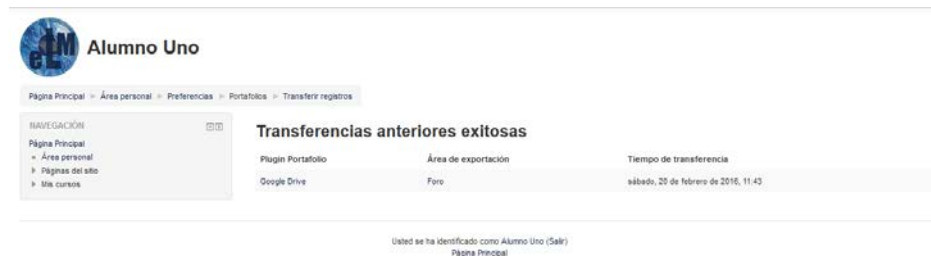 eLM
Alumno Uno
Página Principal ► Área personal ► Preferencias ► Portafolios ► Transferir registros
NAVEGACIÓN
Página Principal
Área personal
Páginas del sitio
Mis cursos
Transferencias anteriores exitosas
Plugin Portafolio Área de exportación Tiempo de transferencia
Google Drive Foro sábado, 20 de febrero de 2016, 11:43
Usted se ha identificado como Alumno Uno (Salir)
Página Principal